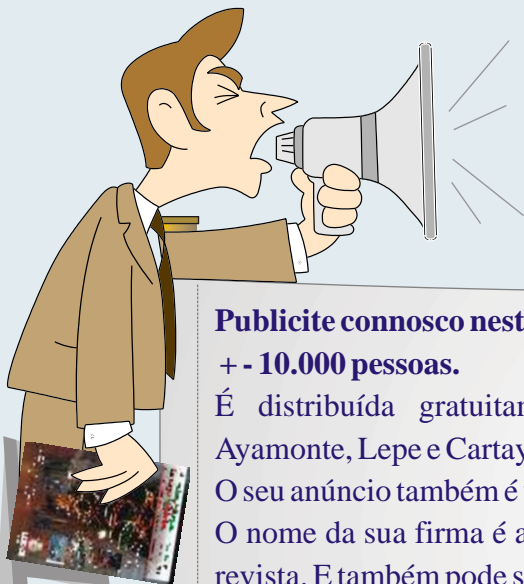 Publicite connosco nest
+ - 10.000 pessoas.
É distribuída gratuitar
Ayamonte, Lepe e Cartay
O seu anúncio também é
O nome da sua firma é a
revista. E também pode s